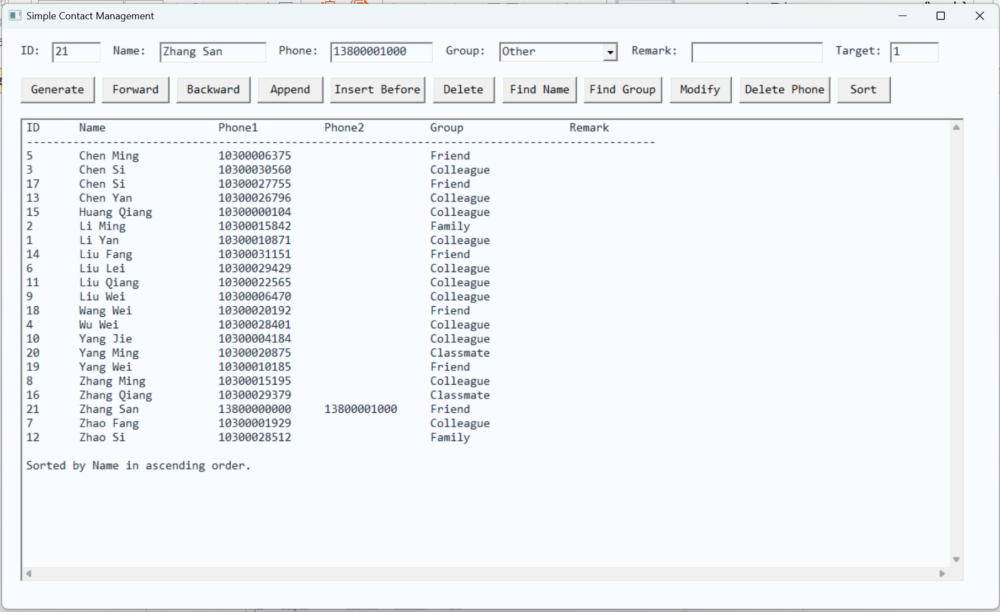 Simple Contact Management
ID: 21 Name: Zhang San Phone: 13800001000 Group: Other Remark: Target: 1
Generate Forward Backward Append Insert Before Delete Find Name Find Group Modify Delete Phone Sort
ID Name Phone1 Phone2 Group Remark
-----------------------------------------------------------------------------------------------
5 Chen Ming 10300006375 Friend
3 Chen Si 10300030560 Colleague
17 Chen Si 10300027755 Friend
13 Chen Yan 10300026796 Colleague
15 Huang Qiang 10300000104 Colleague
2 Li Ming 10300015842 Family
1 Li Yan 10300010871 Colleague
14 Liu Fang 10300031151 Friend
6 Liu Lei 10300029429 Colleague
11 Liu Qiang 10300022565 Colleague
9 Liu Wei 10300006470 Colleague
18 Wang Wei 10300020192 Friend
4 Wu Wei 10300028401 Colleague
10 Yang Jie 10300004184 Colleague
20 Yang Ming 10300020875 Classmate
19 Yang Wei 10300010185 Friend
8 Zhang Ming 10300015195 Colleague
16 Zhang Qiang 10300029379 Classmate
21 Zhang San 13800000000 13800001000 Friend
7 Zhao Fang 10300001929 Colleague
12 Zhao Si 10300028512 Family
Sorted by Name in ascending order.